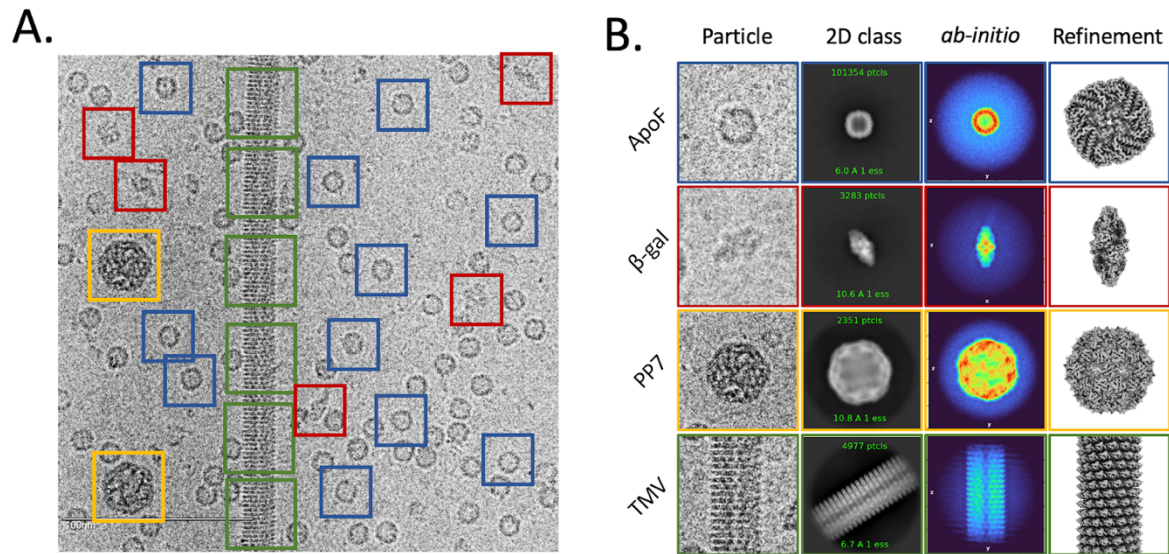 A.
100nm
B.
Particle 2D class ab-initio Refinement
ApoF
101354 ptcls
6.0 A 1 ess
z
y
β-gal
3283 ptcls
10.6 A 1 ess
z
x
PP7
2351 ptcls
10.8 A 1 ess
z
y
TMV
4977 ptcls
6.7 A 1 ess
z
y